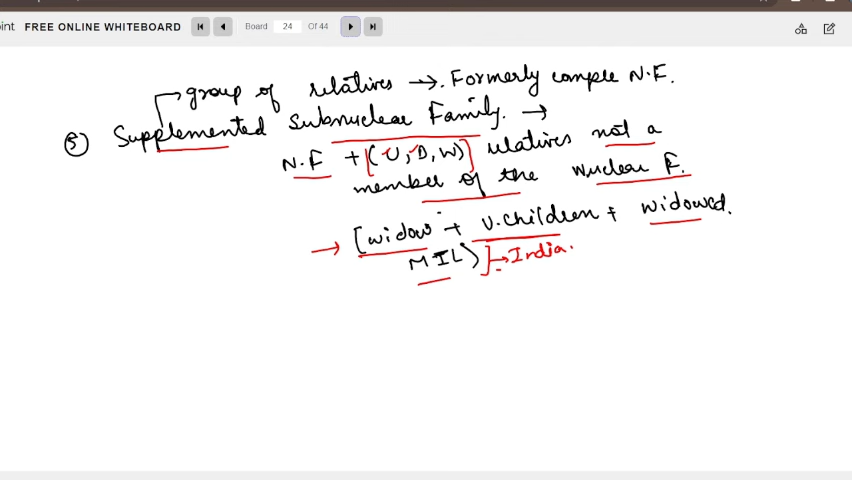 oint FREE ONLINE WHITEBOARD Board 24 Of 44
→ group of relatives → Formerly comple N.F.
5) Supplemented Subnuclear Family. →
N.F + (U, D, W) relatives not a
member of the Nuclear F.
→ [widow + U.children + widowed.
MIL)] → India.